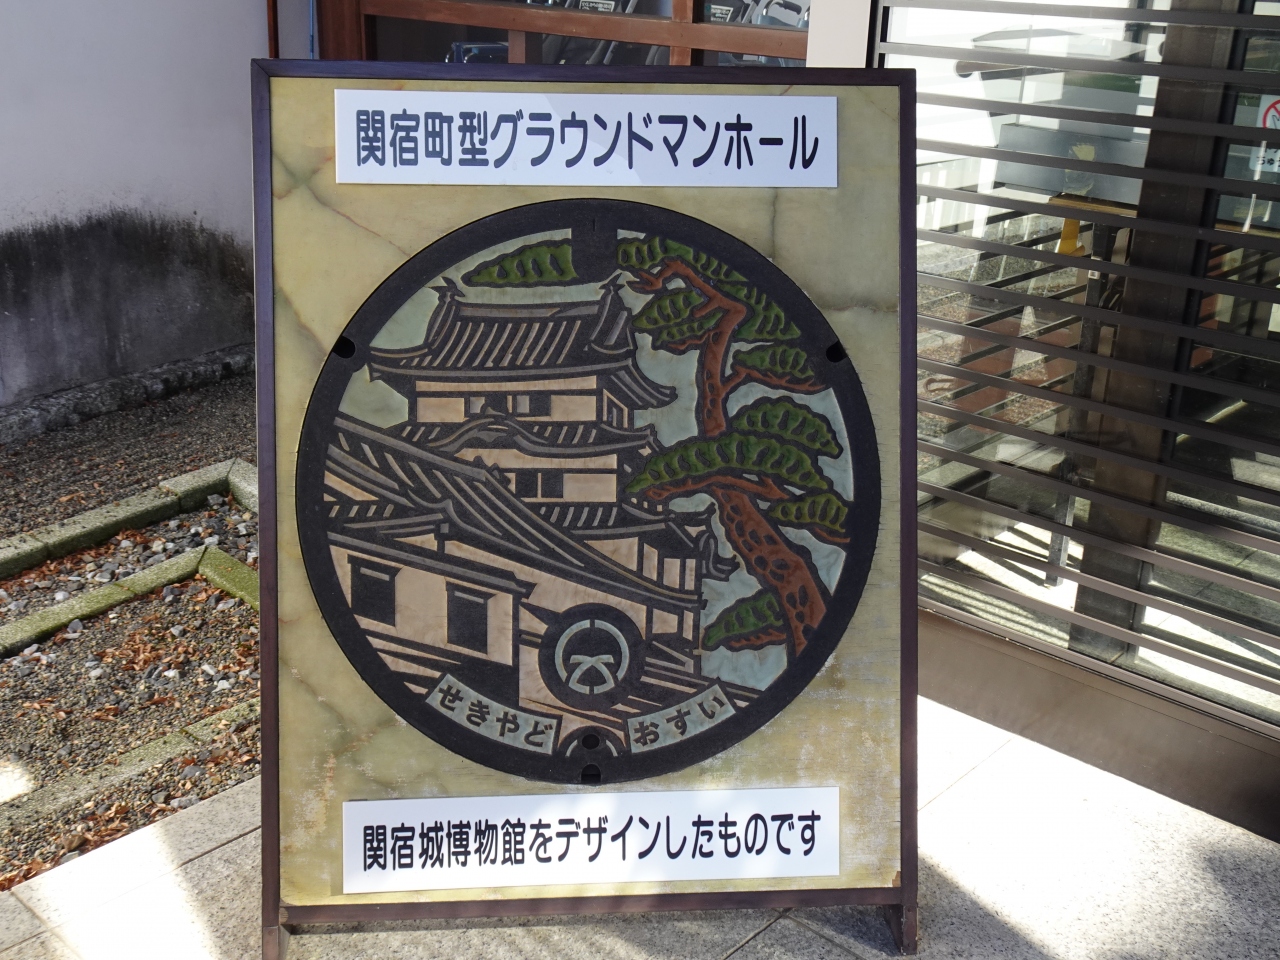 関宿町型グラウンドマンホール
せきやど
おすい
関宿城博物館をデザインしたものです